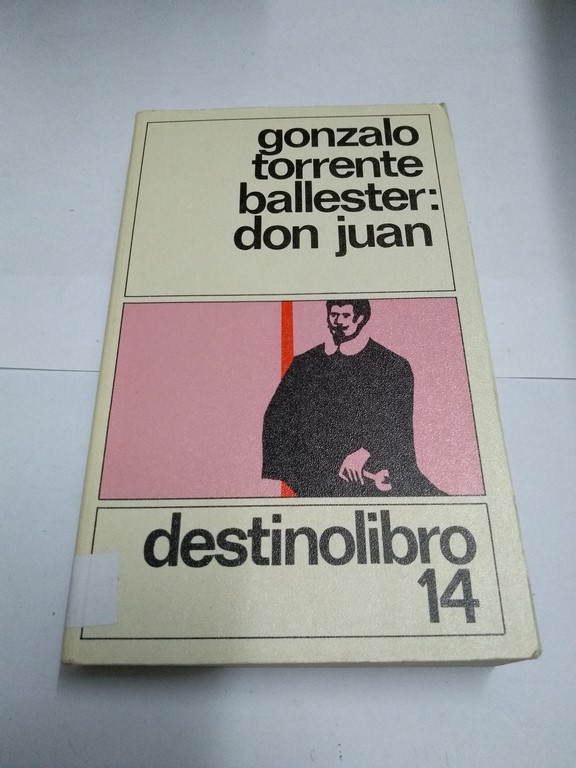 gonzalo
torrente
ballester:
don juan
destinolibro
14